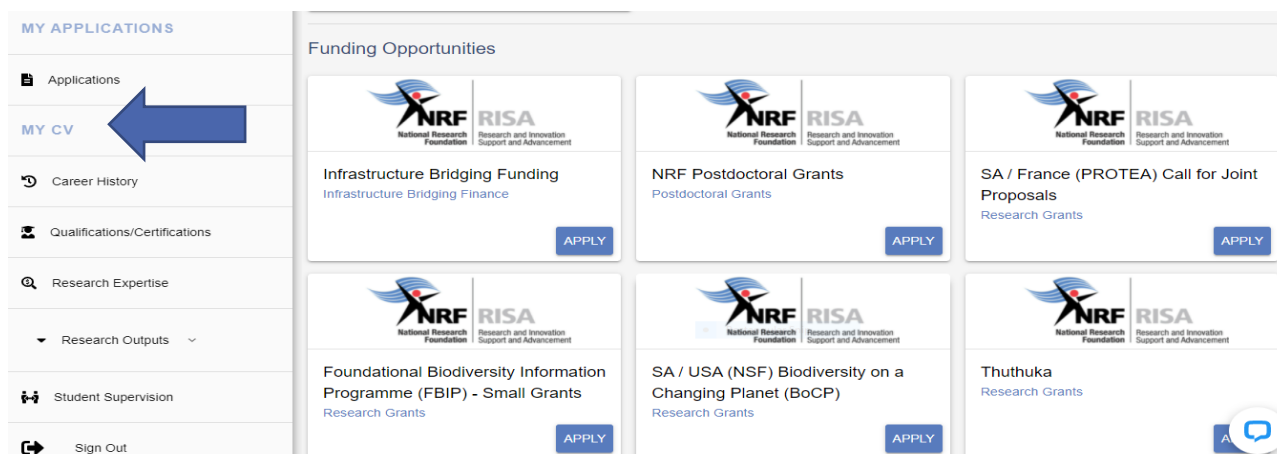 MY APPLICATIONS
Applications
MY CV
Career History
Qualifications/Certifications
Research Expertise
Research Outputs
Student Supervision
Sign Out
Funding Opportunities
NRF RISA
National Research Foundation Research and Innovation Support and Advancement
Infrastructure Bridging Funding
Infrastructure Bridging Finance
APPLY
NRF RISA
National Research Foundation Research and Innovation Support and Advancement
NRF Postdoctoral Grants
Postdoctoral Grants
APPLY
NRF RISA
National Research Foundation Research and Innovation Support and Advancement
SA / France (PROTEA) Call for Joint
Proposals
Research Grants
APPLY
NRF RISA
National Research Foundation Research and Innovation Support and Advancement
Foundational Biodiversity Information
Programme (FBIP) - Small Grants
Research Grants
APPLY
NRF RISA
National Research Foundation Research and Innovation Support and Advancement
SA / USA (NSF) Biodiversity on a
Changing Planet (BoCP)
Research Grants
APPLY
NRF RISA
National Research Foundation Research and Innovation Support and Advancement
Thuthuka
Research Grants